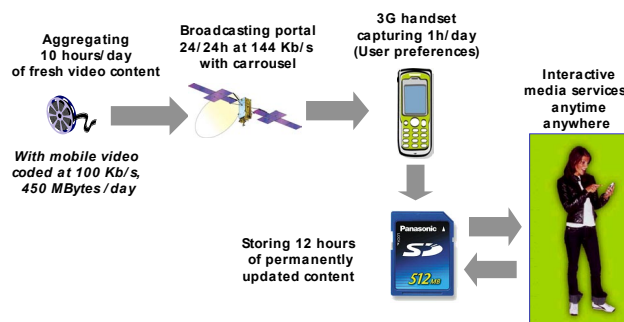 Aggregating
10 hours/day
of fresh video content
With mobile video
coded at 100 Kb/s,
450 MBytes/day
Broadcasting portal
24/24h at 144 Kb/s
with carrousel
3G handset
capturing 1h/day
(User preferences)
Interactive
media services
anytime
anywhere
Storing 12 hours
of permanently
updated content
Panasonic
SD
512MB